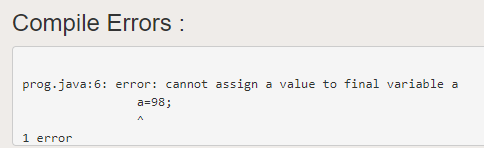 Compile Errors :
prog.java:6: error: cannot assign a value to final variable a
a=98;
^
1 error